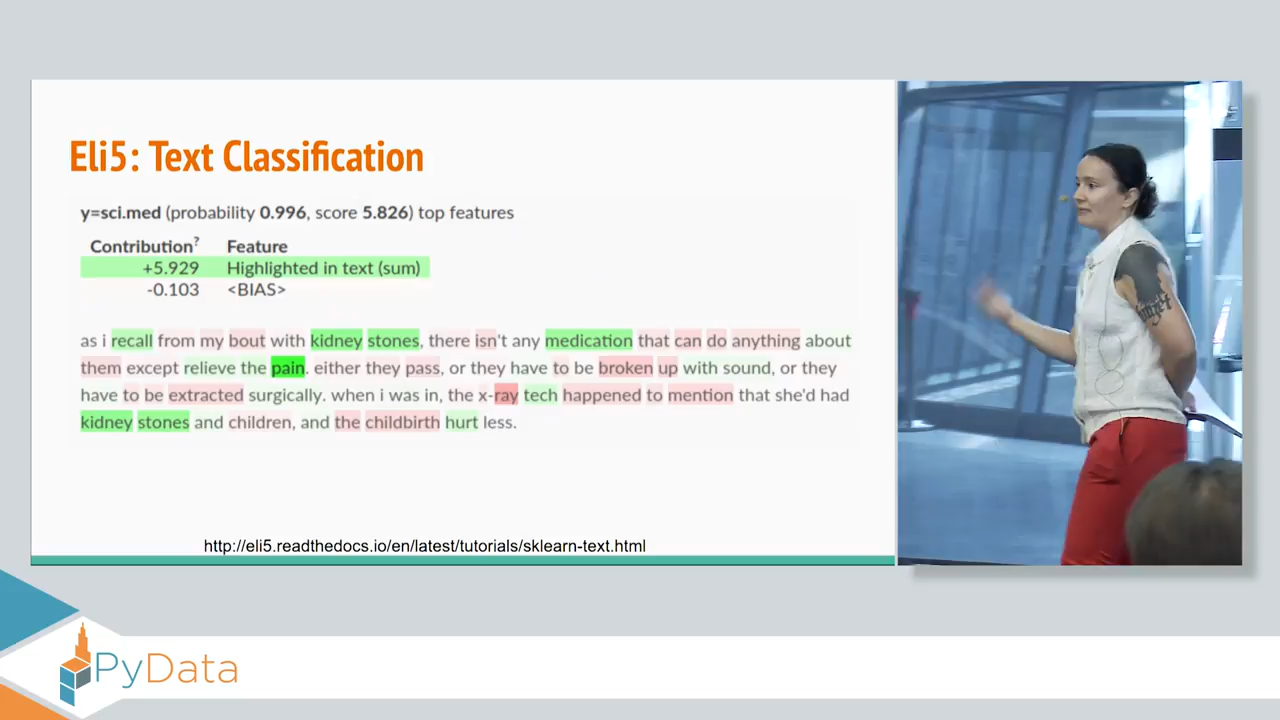 Eli5: Text Classification
y=sci.med (probability 0.996, score 5.826) top features
Contribution? Feature
+5.929 Highlighted in text (sum)
-0.103 <BIAS>
as i recall from my bout with kidney stones, there isn't any medication that can do anything about
them except relieve the pain. either they pass, or they have to be broken up with sound, or they
have to be extracted surgically. when i was in, the x-ray tech happened to mention that she'd had
kidney stones and children, and the childbirth hurt less.
http://eli5.readthedocs.io/en/latest/tutorials/sklearn-text.html
PyData